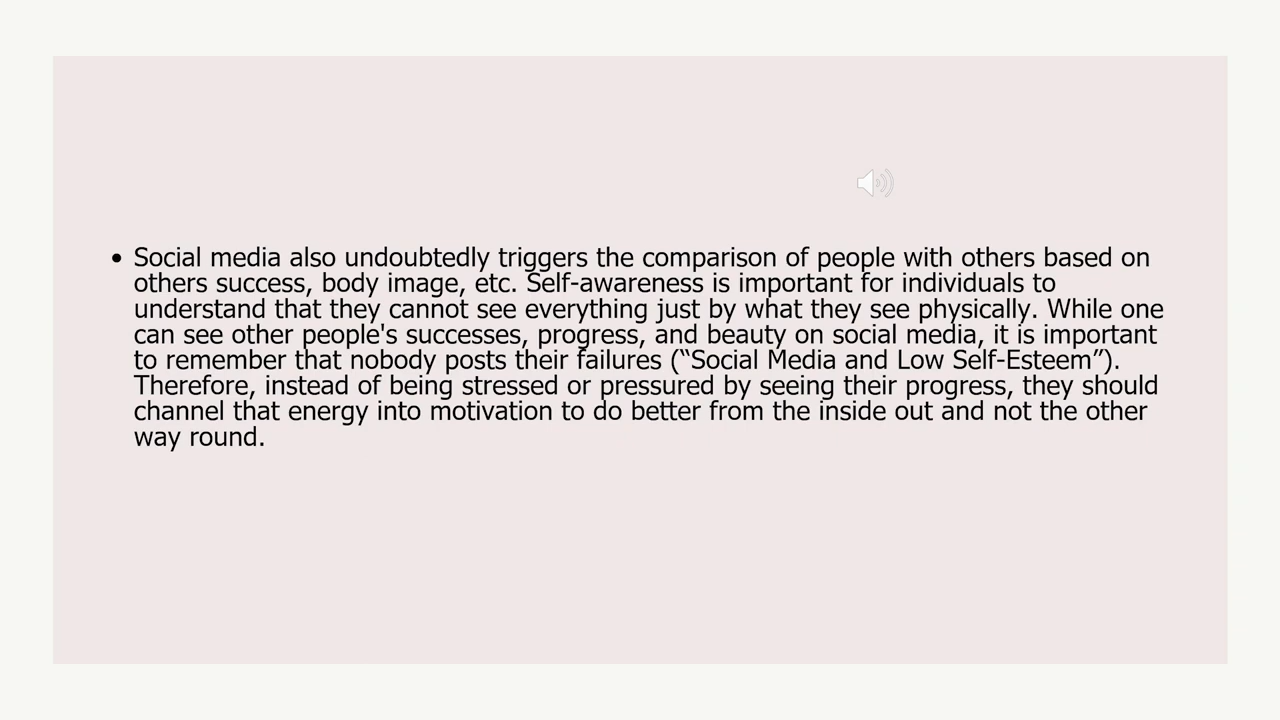 • Social media also undoubtedly triggers the comparison of people with others based on
others success, body image, etc. Self-awareness is important for individuals to
understand that they cannot see everything just by what they see physically. While one
can see other people's successes, progress, and beauty on social media, it is important
to remember that nobody posts their failures (“Social Media and Low Self-Esteem”).
Therefore, instead of being stressed or pressured by seeing their progress, they should
channel that energy into motivation to do better from the inside out and not the other
way round.